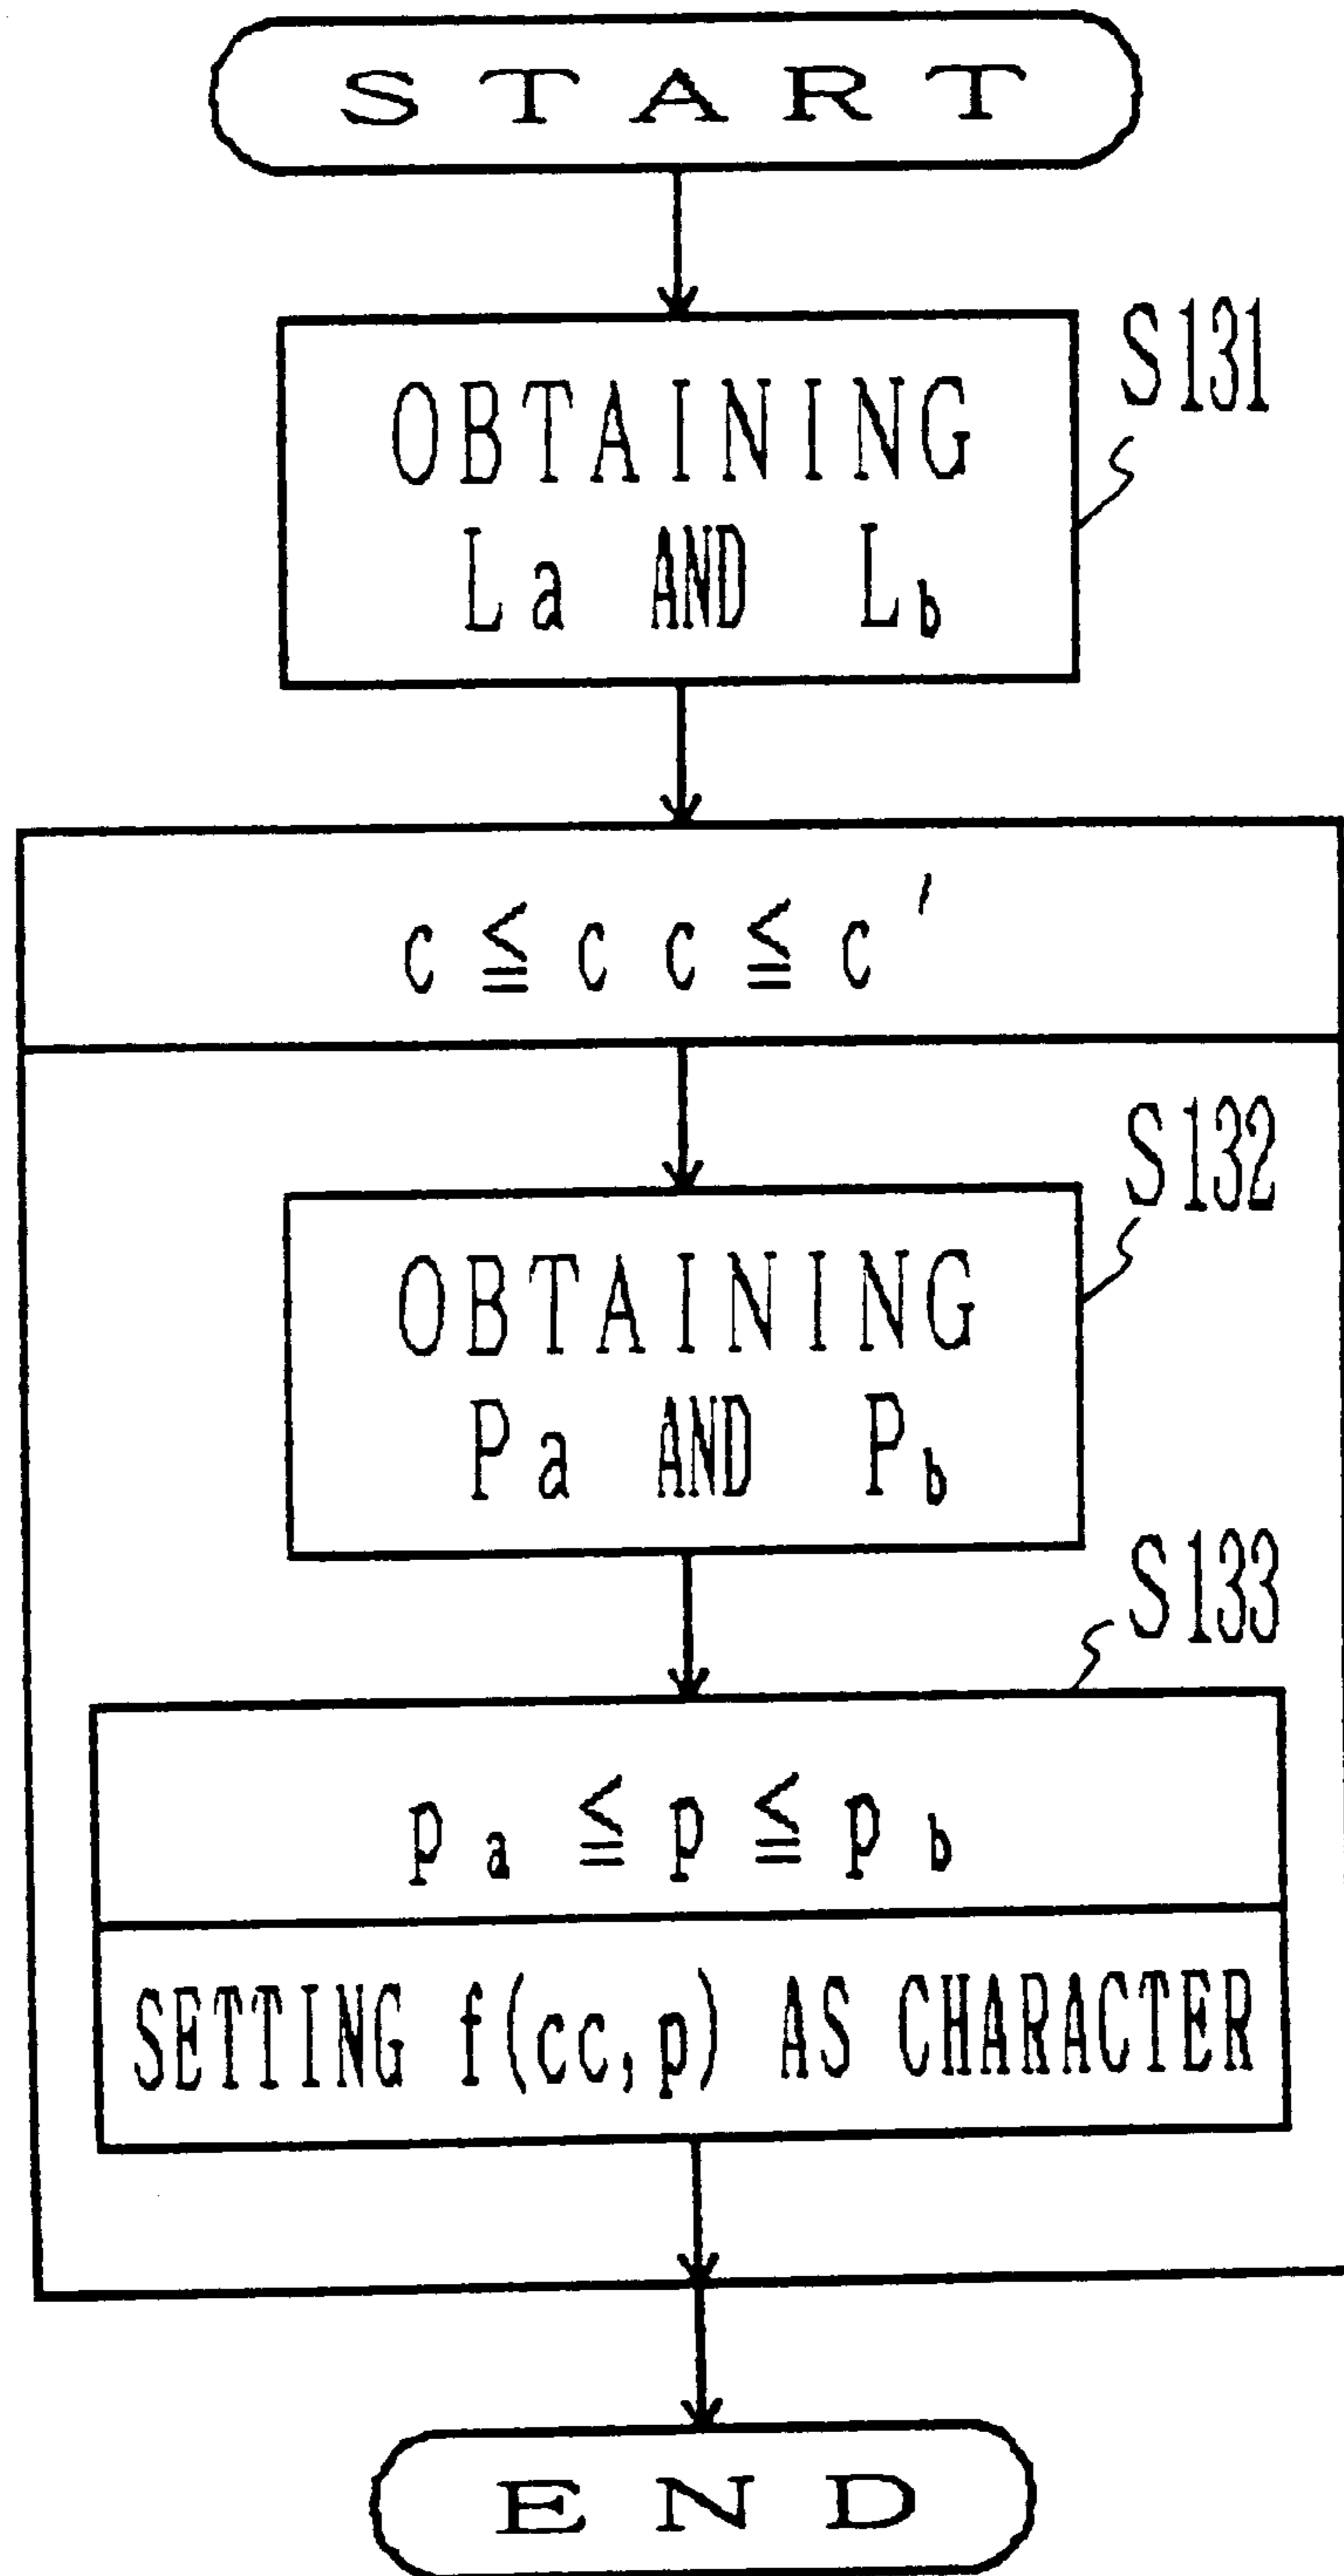 START
S131
OBTAINING
La AND Lb
c ≦ cc ≦ c'
S132
OBTAINING
Pa AND Pb
S133
pa ≦ p ≦ pb
SETTING f(cc,p) AS CHARACTER
END